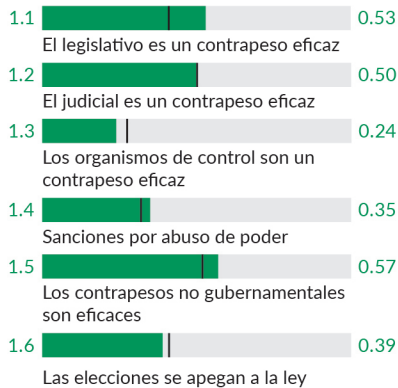 1.1 0.53
El legislativo es un contrapeso eficaz
1.2 0.50
El judicial es un contrapeso eficaz
1.3 0.24
Los organismos de control son un
contrapeso eficaz
1.4 0.35
Sanciones por abuso de poder
1.5 0.57
Los contrapesos no gubernamentales
son eficaces
1.6 0.39
Las elecciones se apegan a la ley